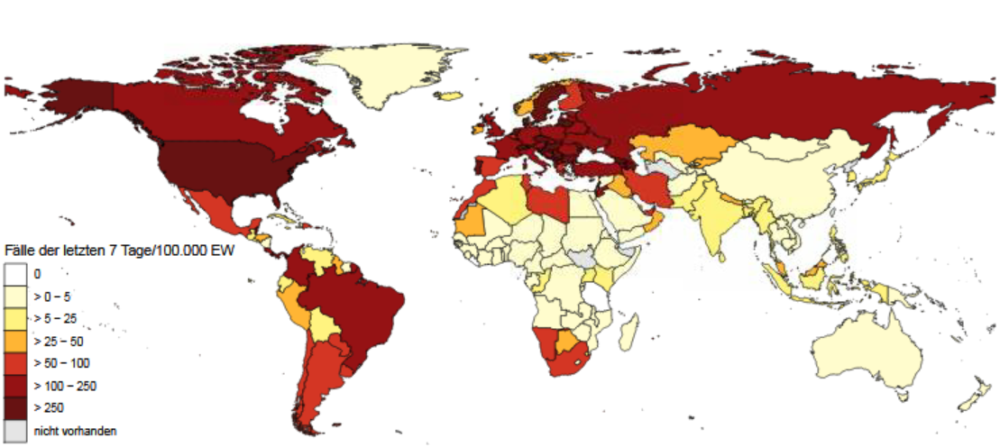 Fälle der letzten 7 Tage/100.000 EW
0
> 0 – 5
> 5 – 25
> 25 – 50
> 50 – 100
> 100 – 250
> 250
nicht vorhanden